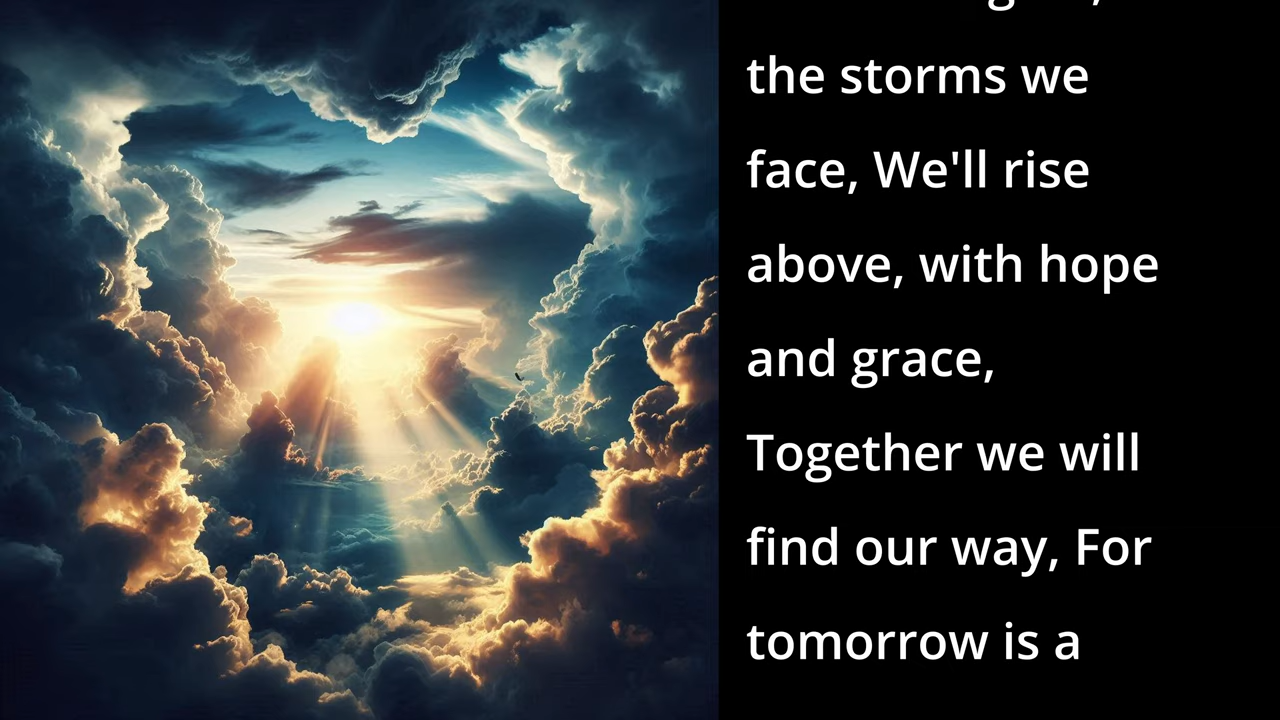 the storms we
face, We'll rise
above, with hope
and grace,
Together we will
find our way, For
tomorrow is a